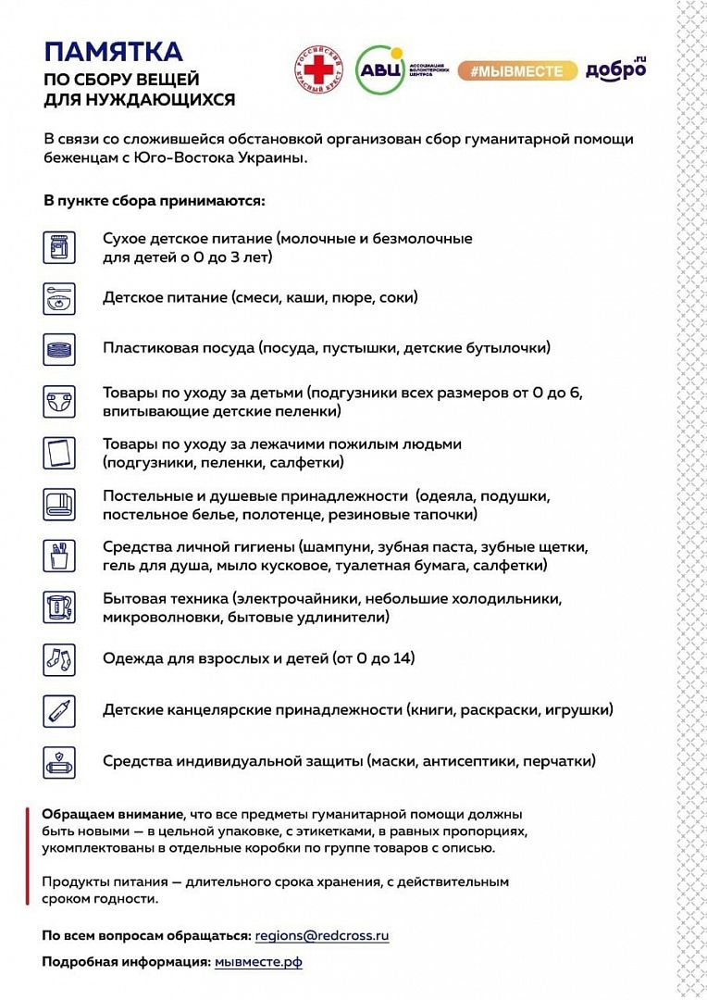 ПАМЯТКА
ПО СБОРУ ВЕЩЕЙ
ДЛЯ НУЖДАЮЩИХСЯ
РОССИЙСКИЙ КРАСНЫЙ КРЕСТ
АВЦ
АССОЦИАЦИЯ
ВОЛОНТЕРСКИХ
ЦЕНТРОВ
#МЫВМЕСТЕ
добро.ru
В связи со сложившейся обстановкой организован сбор гуманитарной помощи
беженцам с Юго-Востока Украины.
В пункте сбора принимаются:
Сухое детское питание (молочные и безмолочные
для детей о 0 до 3 лет)
Детское питание (смеси, каши, пюре, соки)
Пластиковая посуда (посуда, пустышки, детские бутылочки)
Товары по уходу за детьми (подгузники всех размеров от 0 до 6,
впитывающие детские пеленки)
Товары по уходу за лежачими пожилым людьми
(подгузники, пеленки, салфетки)
Постельные и душевые принадлежности (одеяла, подушки,
постельное белье, полотенце, резиновые тапочки)
Средства личной гигиены (шампуни, зубная паста, зубные щетки,
гель для душа, мыло кусковое, туалетная бумага, салфетки)
Бытовая техника (электрочайники, небольшие холодильники,
микроволновки, бытовые удлинители)
Одежда для взрослых и детей (от 0 до 14)
Детские канцелярские принадлежности (книги, раскраски, игрушки)
Средства индивидуальной защиты (маски, антисептики, перчатки)
Обращаем внимание, что все предметы гуманитарной помощи должны
быть новыми — в цельной упаковке, с этикетками, в равных пропорциях,
укомплектованы в отдельные коробки по группе товаров с описью.
Продукты питания — длительного срока хранения, с действительным
сроком годности.
По всем вопросам обращаться: regions@redcross.ru
Подробная информация: мывместе.рф